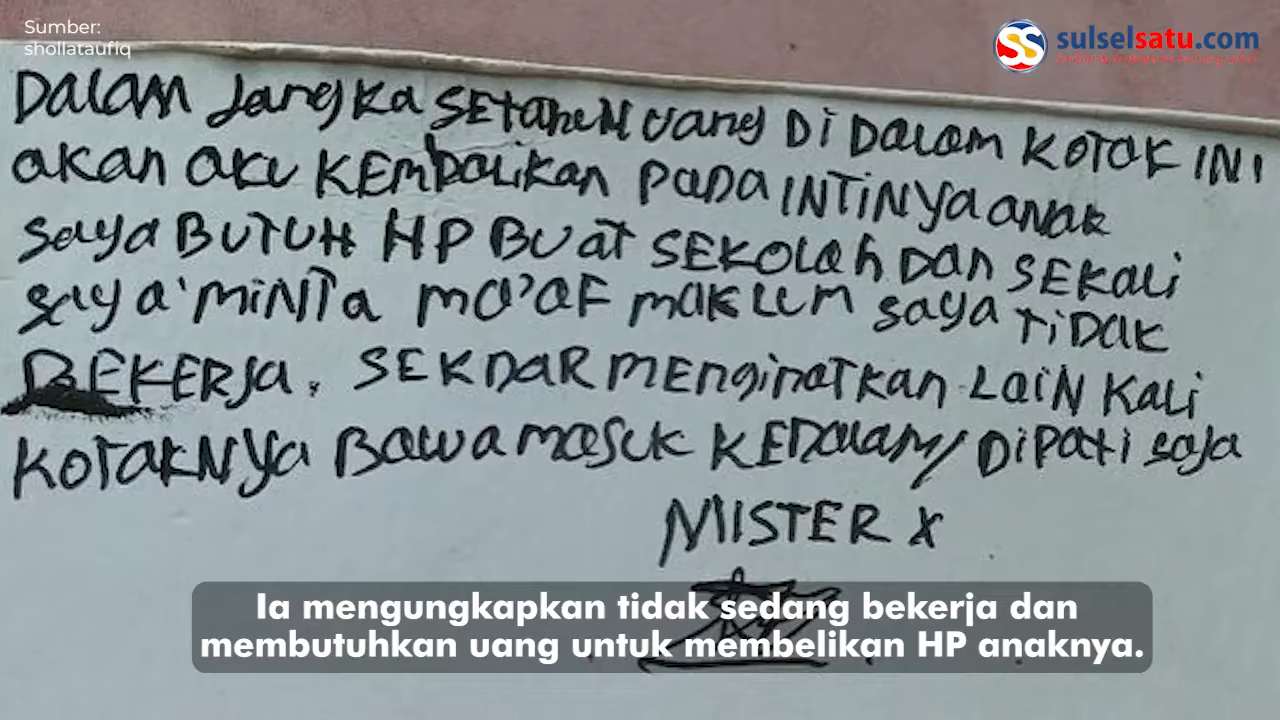 Sumber:
shollataufiq
sulselsatu.com
DALAM JangKa SETAHUN UANG Di DALAM KOTAK INI
AKAN AKU KEMBALIKAN PADA INTINYA ANAK
SAYA BUTUH HP BUAT SEKOLAH DAN SEKALI
SAYA MINTA MA'AF MAKLUM SAYA TIDAK
BEKERJA, SEKDAR MENGINATKAN LAIN KALI
KOTAKNYA BAWA MASUK KEDALAM/DIPATI SAJA
MISTER X
Ia mengungkapkan tidak sedang bekerja dan
membutuhkan uang untuk membelikan HP anaknya.